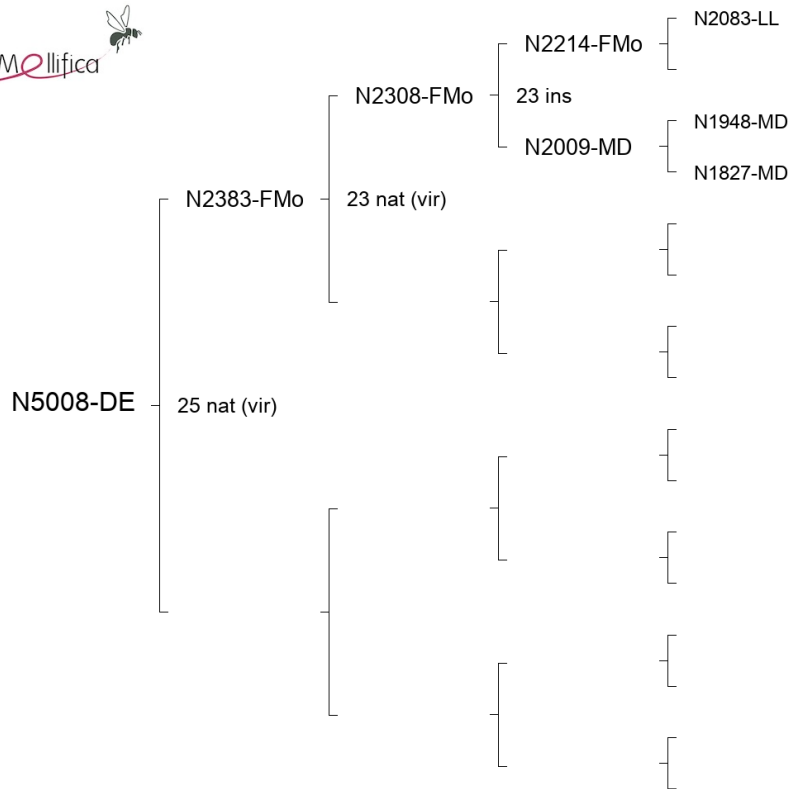 Mellifica
N2083-LL
N2214-FMo
N2308-FMo
23 ins
N1948-MD
N2009-MD
N1827-MD
N2383-FMo
23 nat (vir)
N5008-DE
25 nat (vir)